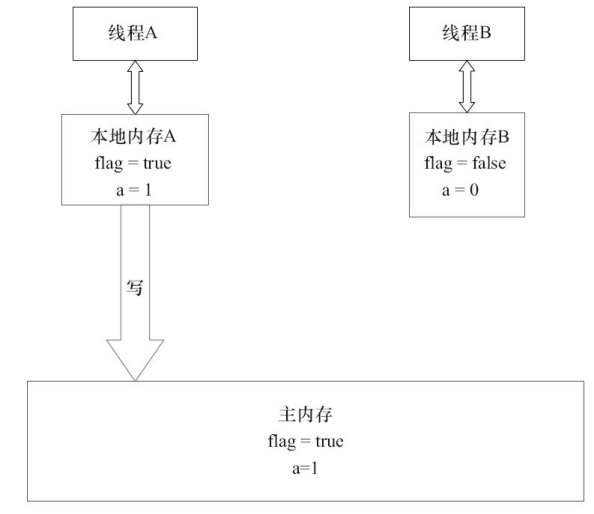 线程A
线程B
本地内存A
flag = true
a = 1
本地内存B
flag = false
a = 0
写
主内存
flag = true
a=1